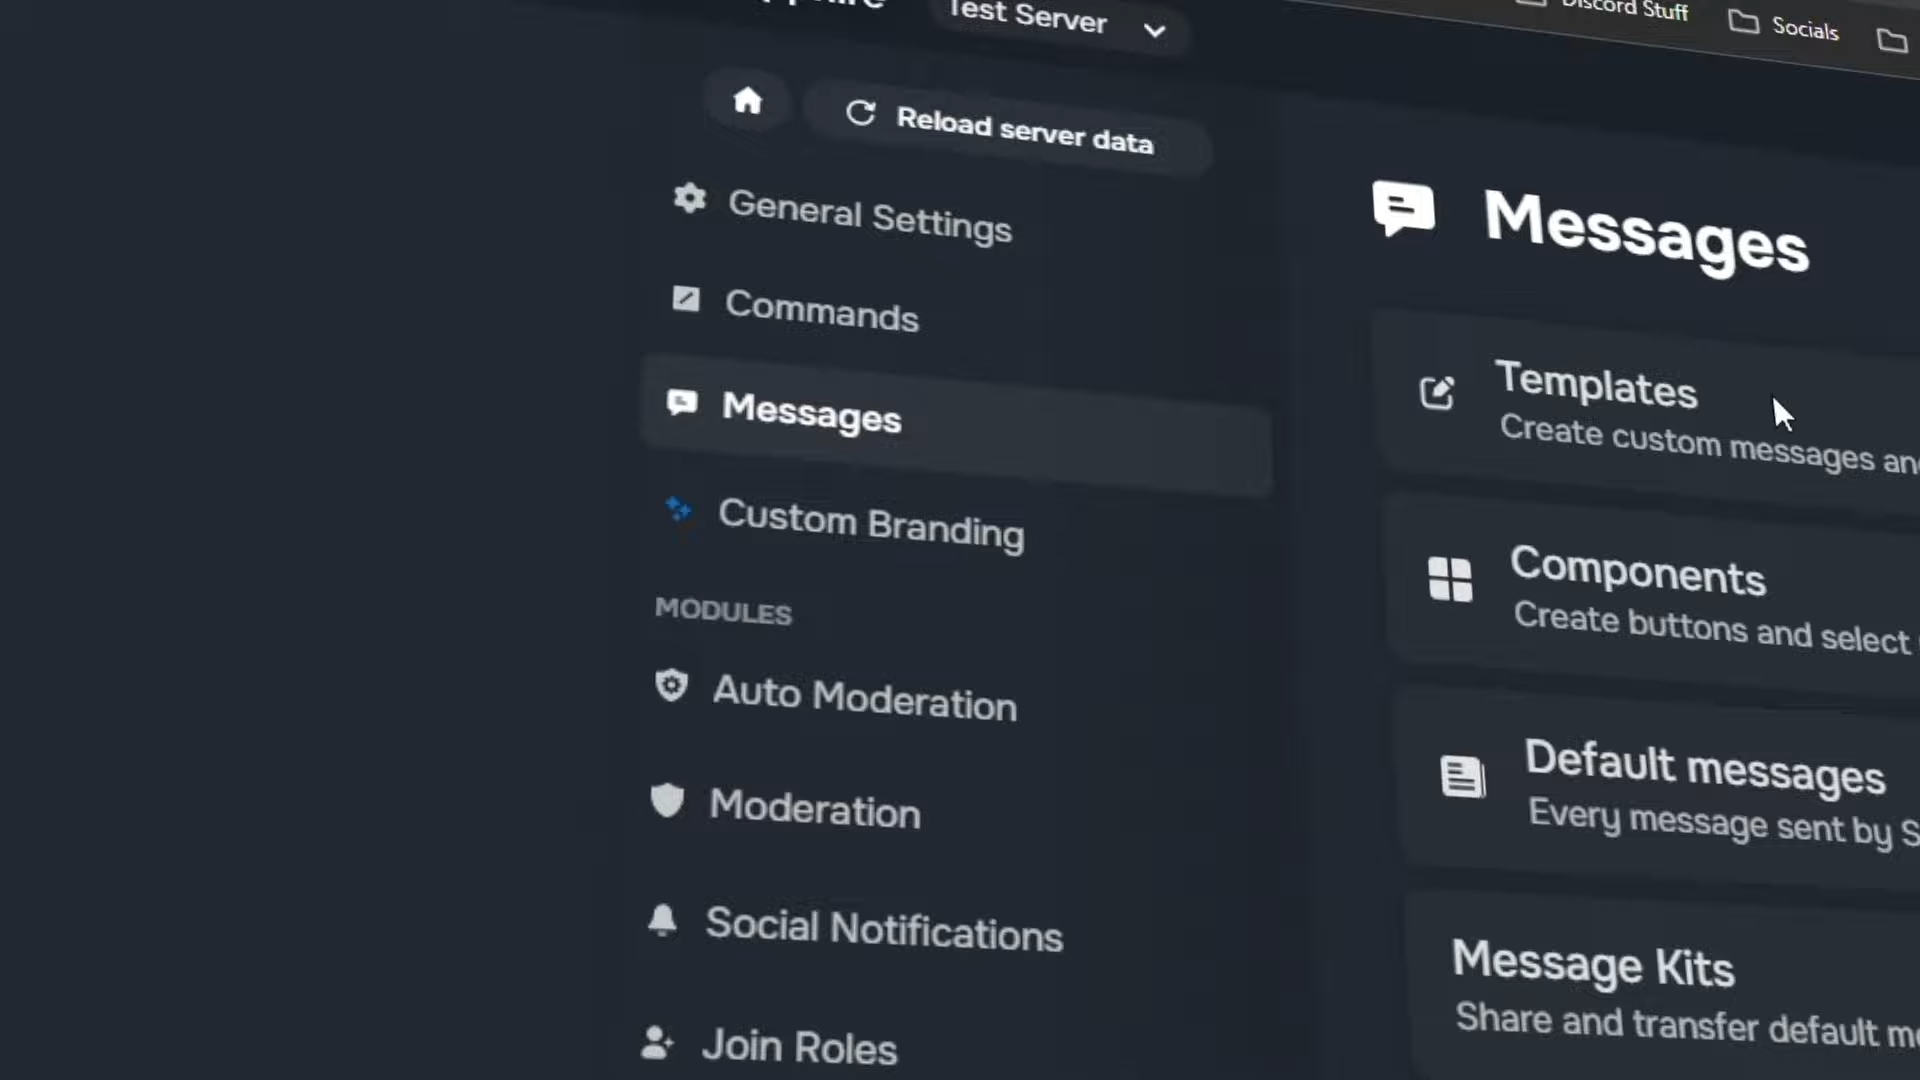 Test Server
Discord Stuff
Socials
Reload server data
General Settings
Commands
Messages
Custom Branding
MODULES
Auto Moderation
Moderation
Social Notifications
Join Roles
Messages
Templates
Create custom messages
Components
Create buttons and select
Default messages
Every message sent by
Message Kits
Share and transfer default